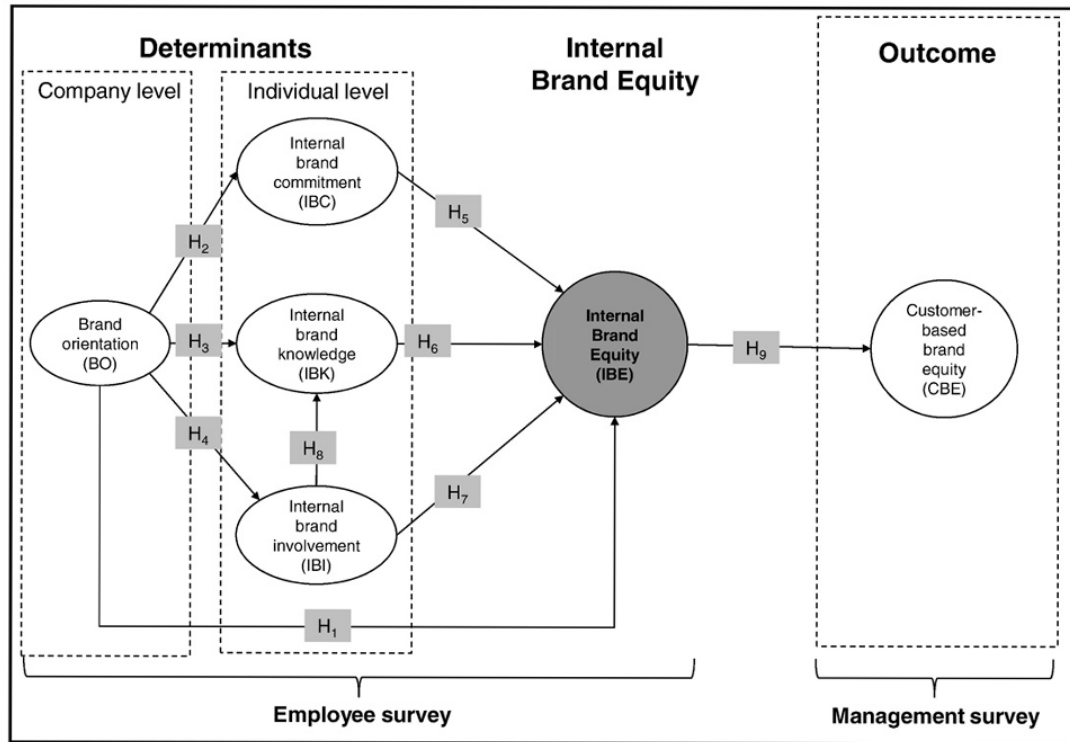 Determinants
Internal
Brand Equity
Outcome
Company level
Individual level
Internal
brand
commitment
(IBC)
H₂
H₅
Brand
orientation
(BO)
H₃
Internal
brand
knowledge
(IBK)
H₆
Internal
Brand
Equity
(IBE)
H₉
Customer-
based
brand
equity
(CBE)
H₄
H₈
H₇
Internal
brand
involvement
(IBI)
H₁
Employee survey
Management survey